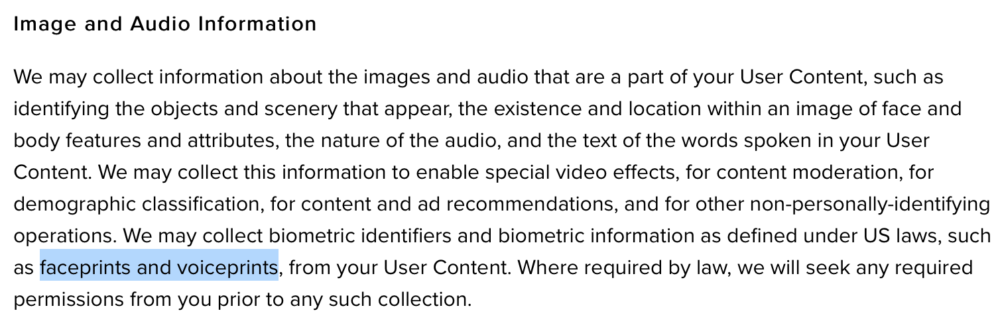 Image and Audio Information
We may collect information about the images and audio that are a part of your User Content, such as
identifying the objects and scenery that appear, the existence and location within an image of face and
body features and attributes, the nature of the audio, and the text of the words spoken in your User
Content. We may collect this information to enable special video effects, for content moderation, for
demographic classification, for content and ad recommendations, and for other non-personally-identifying
operations. We may collect biometric identifiers and biometric information as defined under US laws, such
as faceprints and voiceprints, from your User Content. Where required by law, we will seek any required
permissions from you prior to any such collection.